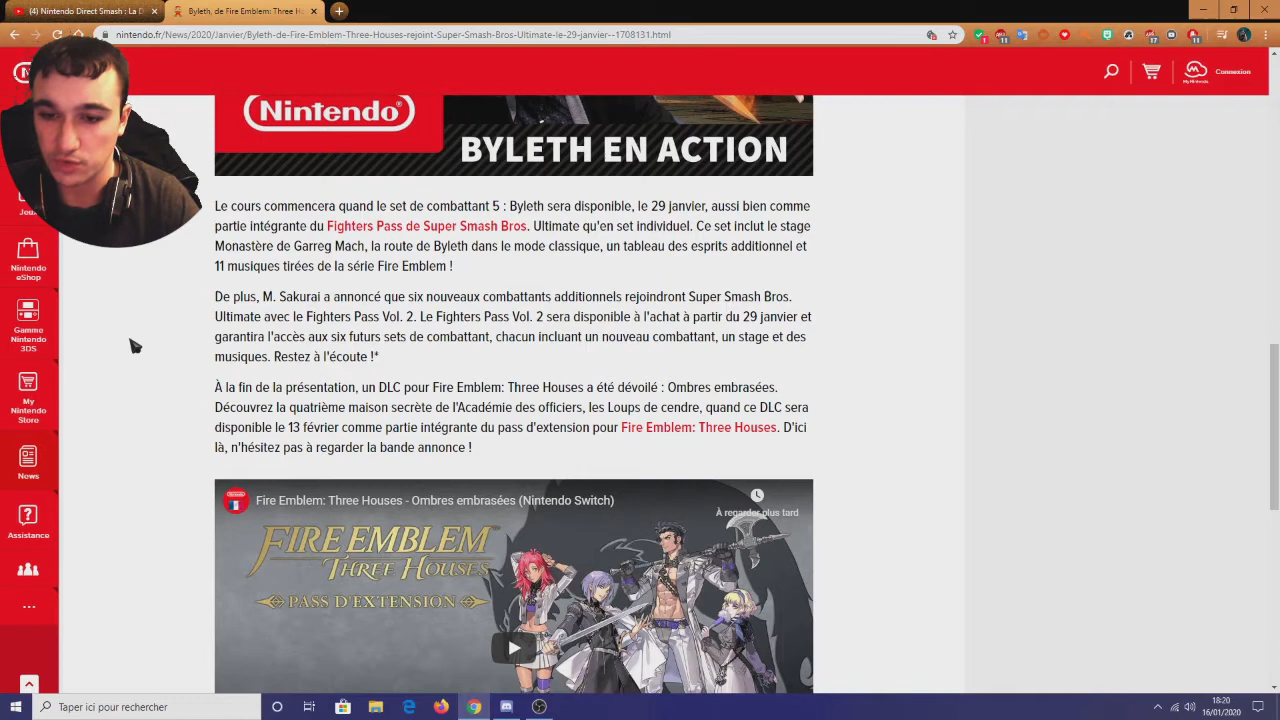 (4) Nintendo Direct Smash : La D
Byleth, de Fire Emblem: Three Ho
nintendo.fr/News/2020/Janvier/Byleth-de-Fire-Emblem-Three-Houses-rejoint-Super-Smash-Bros-Ultimate-le-29-janvier--1708131.html
Connexion
My Nintendo
Nintendo®
BYLETH EN ACTION
Jeux
Nintendo
eShop
Gamme
Nintendo
3DS
My
Nintendo
Store
News
Assistance
...
Le cours commencera quand le set de combattant 5 : Byleth sera disponible, le 29 janvier, aussi bien comme
partie intégrante du Fighters Pass de Super Smash Bros. Ultimate qu'en set individuel. Ce set inclut le stage
Monastère de Garreg Mach, la route de Byleth dans le mode classique, un tableau des esprits additionnel et
11 musiques tirées de la série Fire Emblem !
De plus, M. Sakurai a annoncé que six nouveaux combattants additionnels rejoindront Super Smash Bros.
Ultimate avec le Fighters Pass Vol. 2. Le Fighters Pass Vol. 2 sera disponible à l'achat à partir du 29 janvier et
garantira l'accès aux six futurs sets de combattant, chacun incluant un nouveau combattant, un stage et des
musiques. Restez à l'écoute !*
À la fin de la présentation, un DLC pour Fire Emblem: Three Houses a été dévoilé : Ombres embrasées.
Découvrez la quatrième maison secrète de l'Académie des officiers, les Loups de cendre, quand ce DLC sera
disponible le 13 février comme partie intégrante du pass d'extension pour Fire Emblem: Three Houses. D'ici
là, n'hésitez pas à regarder la bande annonce !
Fire Emblem: Three Houses - Ombres embrasées (Nintendo Switch)
À regarder plus tard
FIRE EMBLEM
THREE HOUSES
PASS D'EXTENSION
Taper ici pour rechercher
18:20
16/01/2020